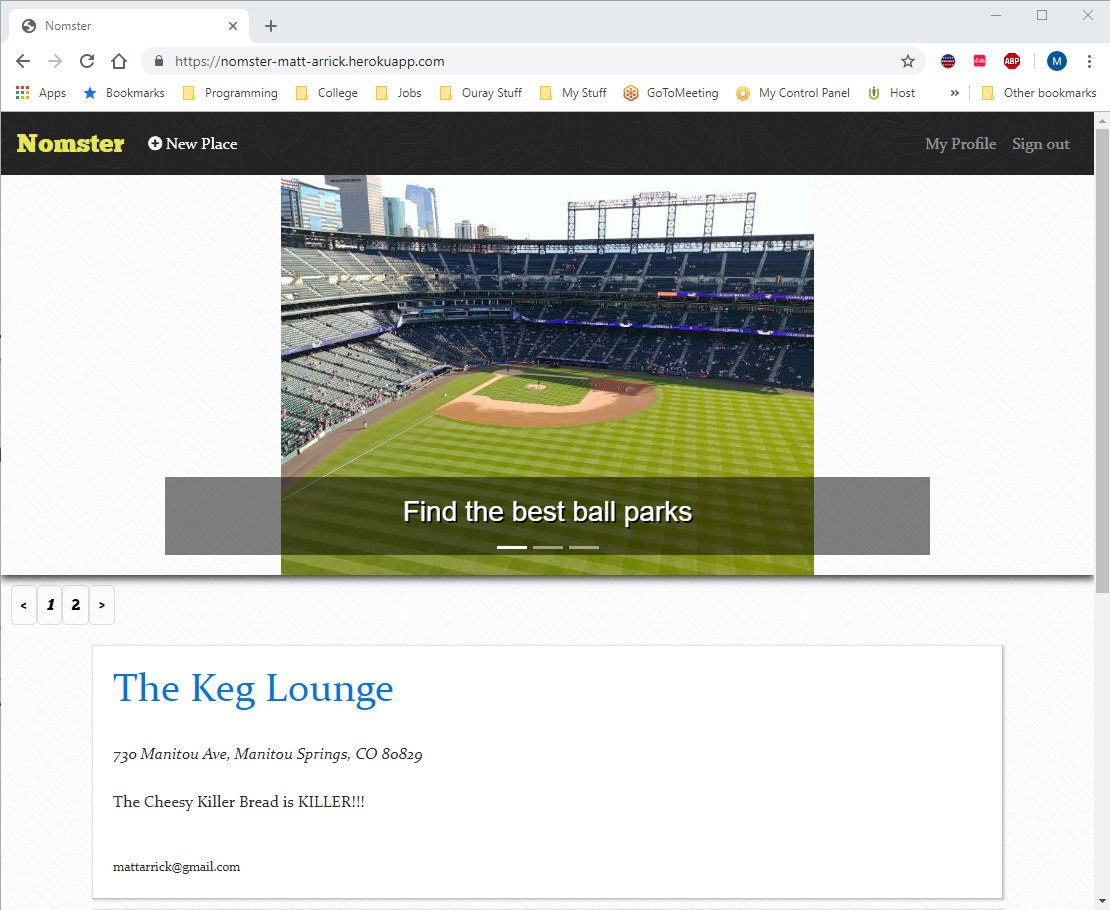 Nomster
https://nomster-matt-arrick.herokuapp.com
ABP
M
Apps Bookmarks Programming College Jobs Ouray Stuff My Stuff GoToMeeting My Control Panel Host » Other bookmarks
Nomster New Place My Profile Sign out
Find the best ball parks
< 1 2 >
The Keg Lounge
730 Manitou Ave, Manitou Springs, CO 80829
The Cheesy Killer Bread is KILLER!!!
mattarrick@gmail.com